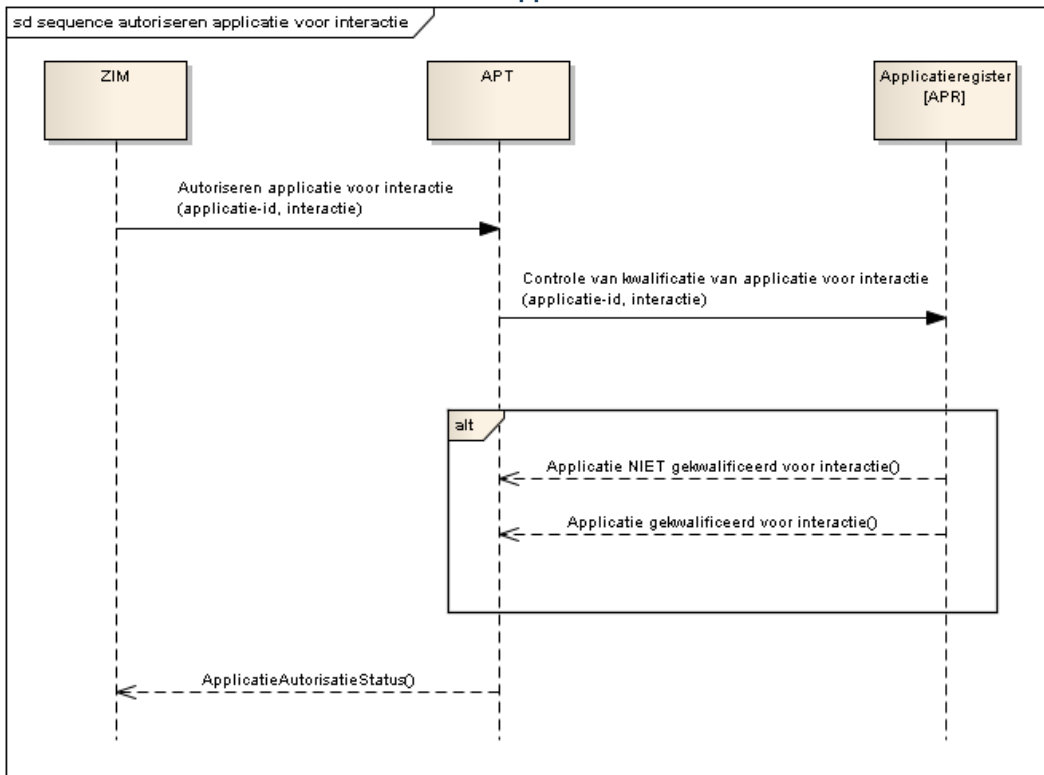 sd sequence autoriseren applicatie voor interactie
ZIM
APT
Applicatieregister
[APR]
Autoriseren applicatie voor interactie
(applicatie-id, interactie)
Controle van kwalificatie van applicatie voor interactie
(applicatie-id, interactie)
alt
Applicatie NIET gekwalificeerd voor interactie()
Applicatie gekwalificeerd voor interactie()
ApplicatieAutorisatieStatus()